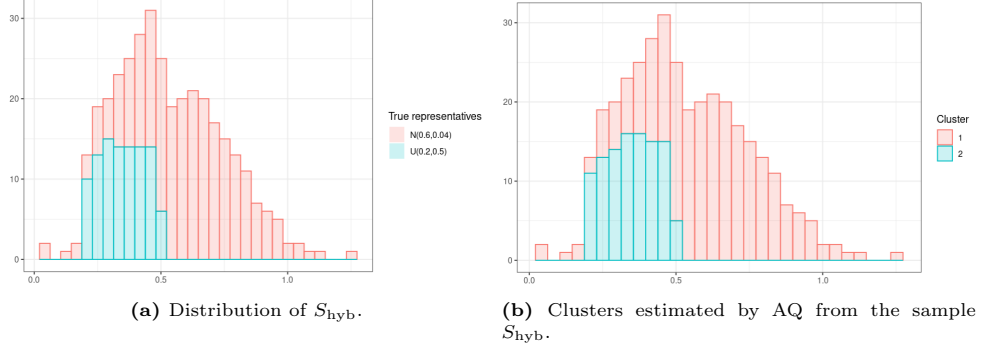 30
20
10
0
0.0
0.5
1.0
True representatives
N(0.6,0.04)
U(0.2,0.5)
(a) Distribution of S_hyb.
30
20
10
0
0.0
0.5
1.0
Cluster
1
2
(b) Clusters estimated by AQ from the sample
S_hyb.